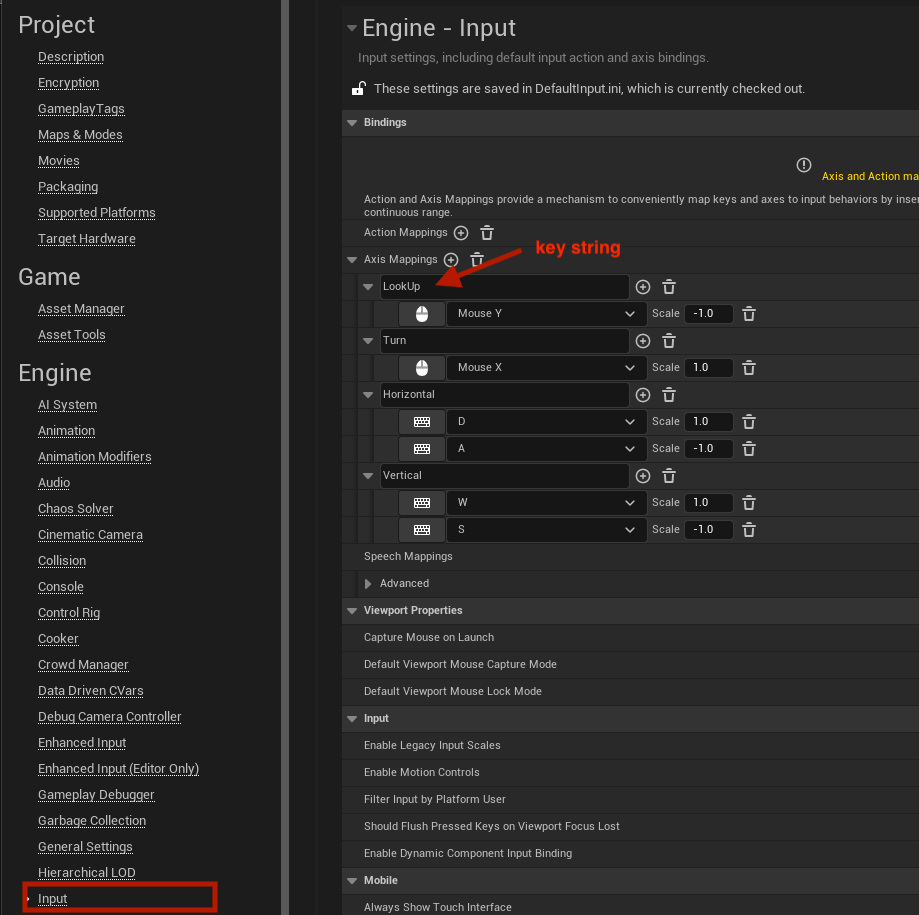 Project
Description
Encryption
GameplayTags
Maps & Modes
Movies
Packaging
Supported Platforms
Target Hardware
Game
Asset Manager
Asset Tools
Engine
AI System
Animation
Animation Modifiers
Audio
Chaos Solver
Cinematic Camera
Collision
Console
Control Rig
Cooker
Crowd Manager
Data Driven CVars
Debug Camera Controller
Enhanced Input
Enhanced Input (Editor Only)
Gameplay Debugger
Garbage Collection
General Settings
Hierarchical LOD
Input
Engine - Input
Input settings, including default input action and axis bindings.
These settings are saved in DefaultInput.ini, which is currently checked out.
Bindings
Axis and Action ma
Action and Axis Mappings provide a mechanism to conveniently map keys and axes to input behaviors by inser
continuous range.
Action Mappings
Axis Mappings
key string
LookUp
Mouse Y Scale -1.0
Turn
Mouse X Scale 1.0
Horizontal
D Scale 1.0
A Scale -1.0
Vertical
W Scale 1.0
S Scale -1.0
Speech Mappings
Advanced
Viewport Properties
Capture Mouse on Launch
Default Viewport Mouse Capture Mode
Default Viewport Mouse Lock Mode
Input
Enable Legacy Input Scales
Enable Motion Controls
Filter Input by Platform User
Should Flush Pressed Keys on Viewport Focus Lost
Enable Dynamic Component Input Binding
Mobile
Always Show Touch Interface